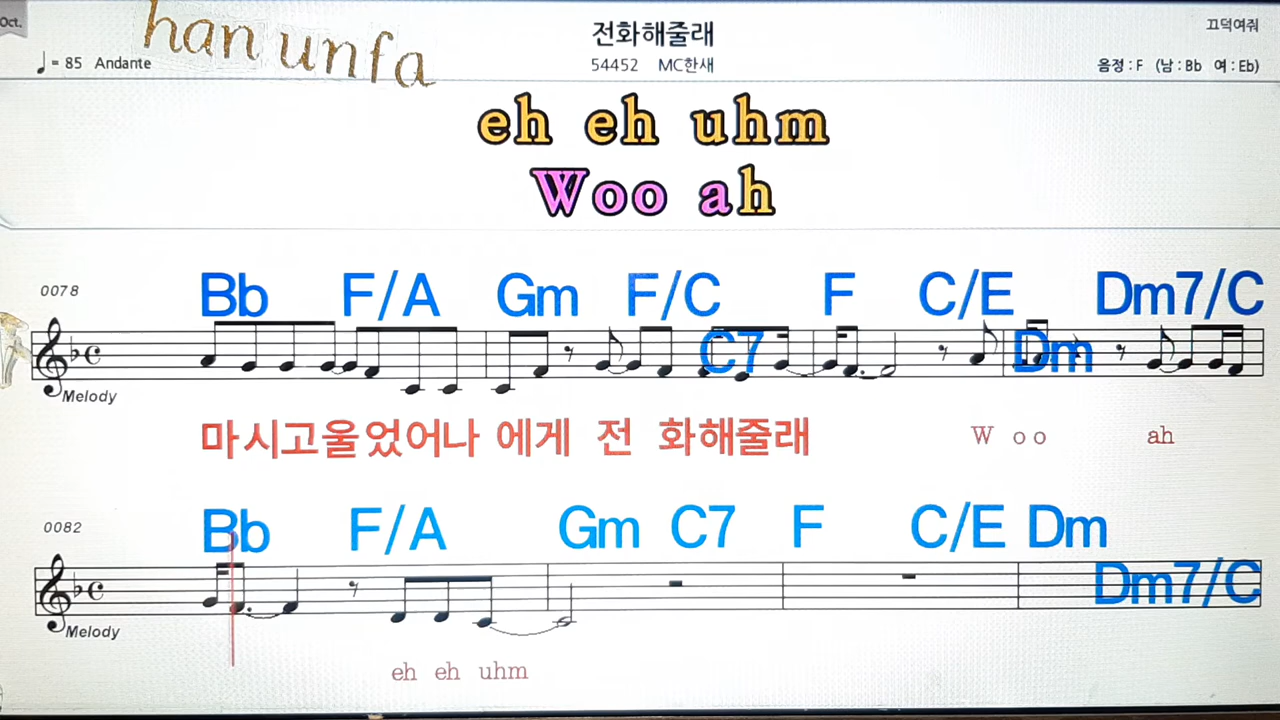 Oct.
han unfa
전화해줄래
끄덕여줘
♩= 85 Andante
54452 MC한새
음정 : F (남 : Bb 여 : Eb)
eh eh uhm
Woo ah
0078
Bb F/A Gm F/C C7 F C/E Dm Dm7/C
Melody
마시고울었어나 에게 전 화해줄래 W o o ah
0082
Bb F/A Gm C7 F C/E Dm Dm7/C
Melody
eh eh uhm